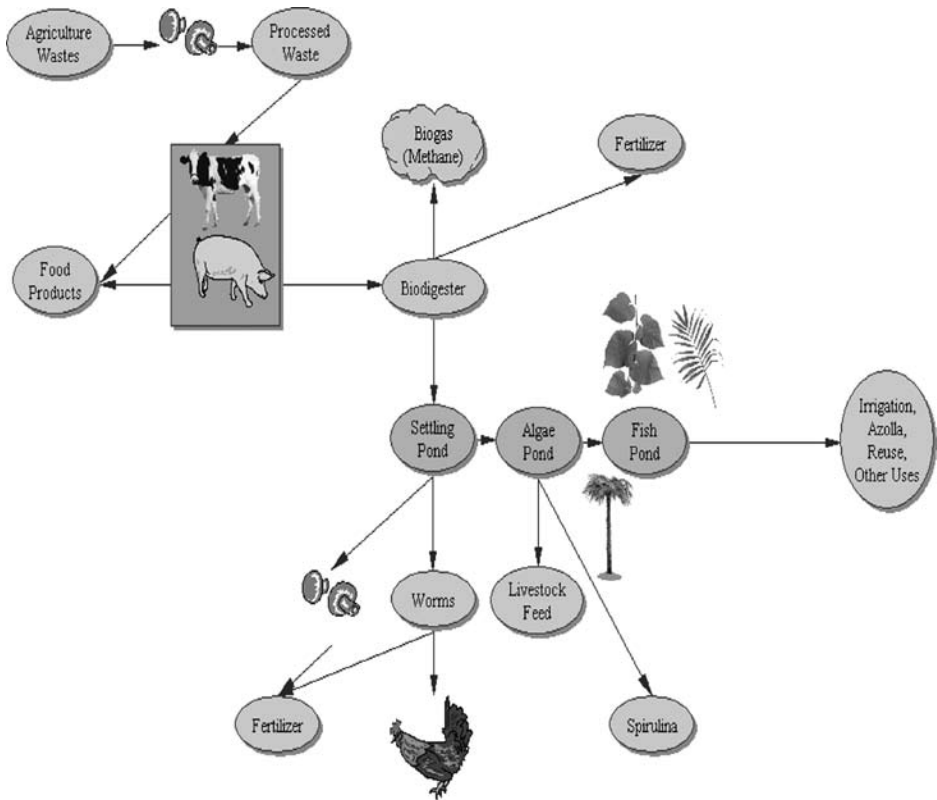 Agriculture
Wastes
Processed
Waste
Biogas
(Methane)
Fertilizer
Food
Products
Biodigester
Settling
Pond
Algae
Pond
Fish
Pond
Irrigation,
Azolla,
Reuse,
Other Uses
Worms
Livestock
Feed
Fertilizer
Spirulina